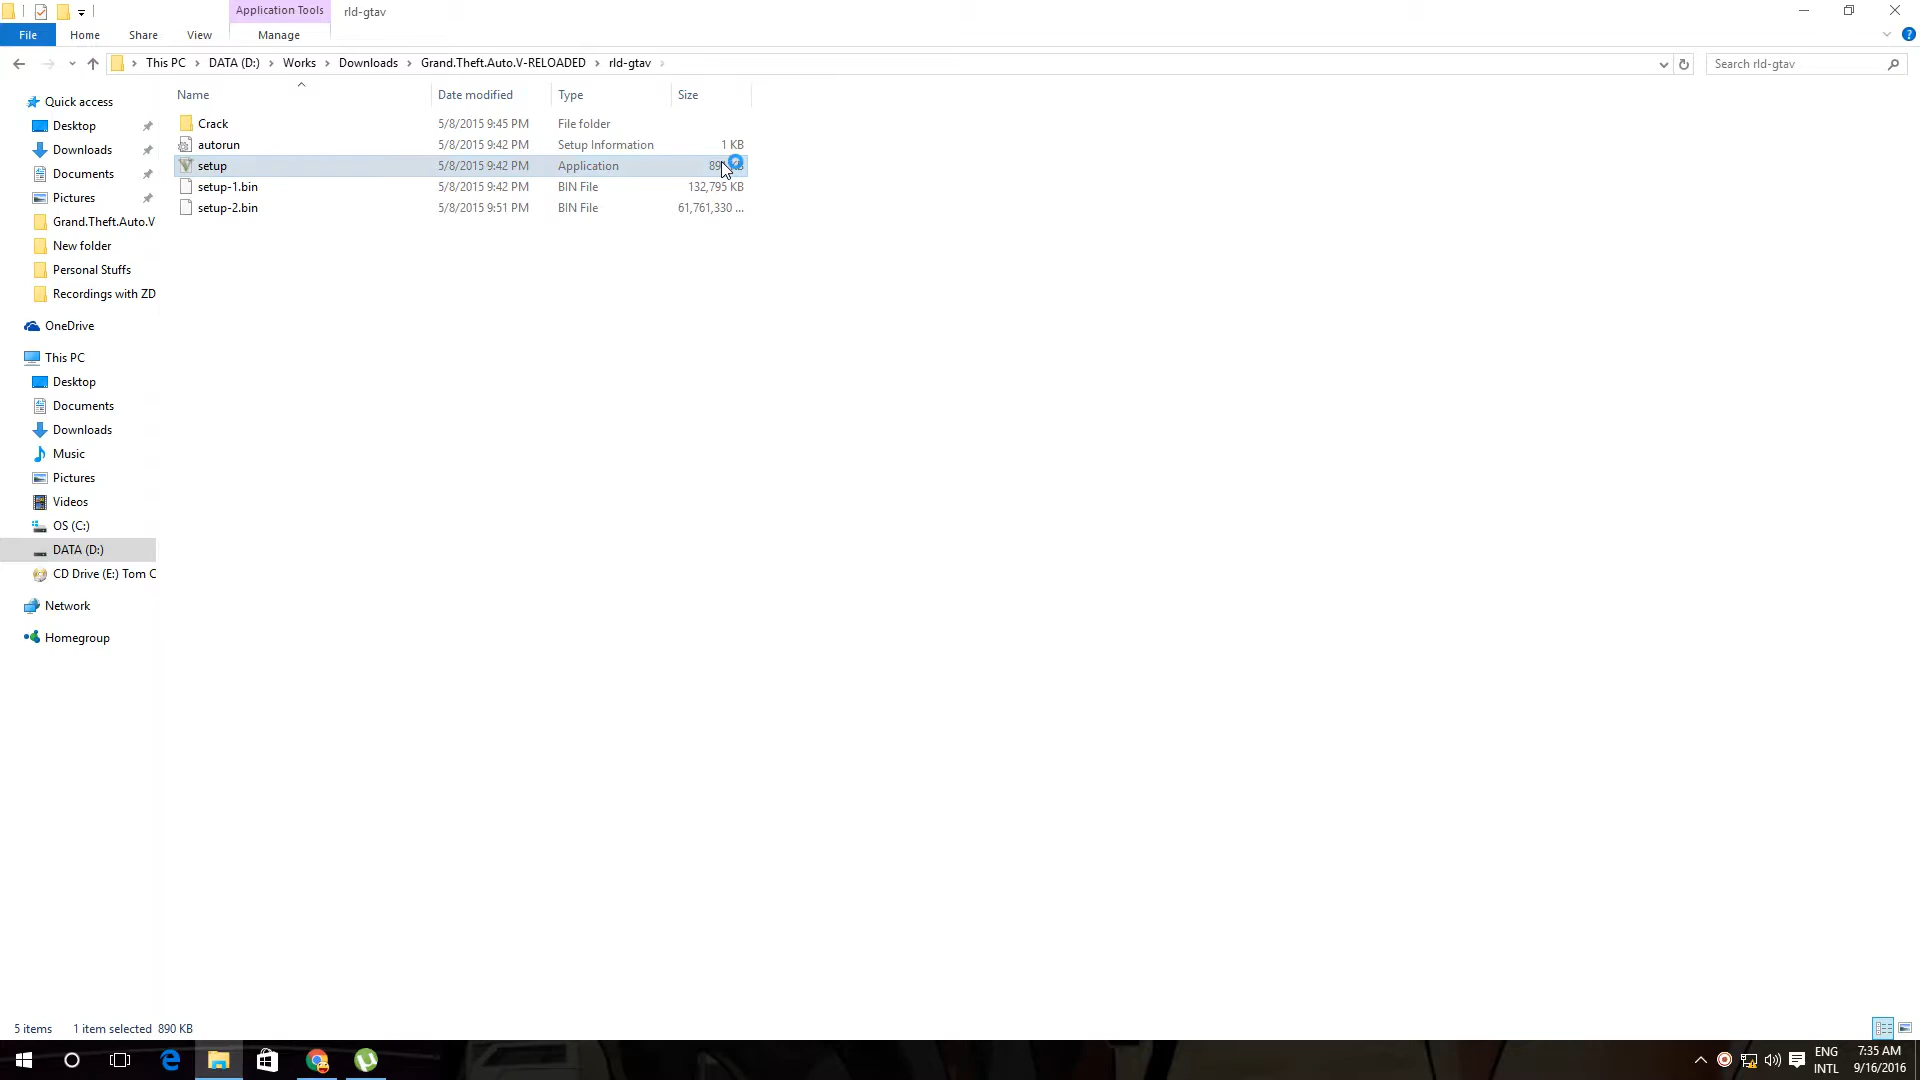 Application Tools
rld-gtav
File
Home
Share
View
Manage
This PC
DATA (D:)
Works
Downloads
Grand.Theft.Auto.V-RELOADED
rld-gtav
Search rld-gtav
Name
Date modified
Type
Size
Crack
5/8/2015 9:45 PM
File folder
autorun
5/8/2015 9:42 PM
Setup Information
1 KB
setup
5/8/2015 9:42 PM
Application
setup-1.bin
5/8/2015 9:42 PM
BIN File
132,795 KB
setup-2.bin
5/8/2015 9:51 PM
BIN File
61,761,330 ...
Quick access
Desktop
Downloads
Documents
Pictures
Grand.Theft.Auto.V
New folder
Personal Stuffs
Recordings with ZD
OneDrive
This PC
Desktop
Documents
Downloads
Music
Pictures
Videos
OS (C:)
DATA (D:)
CD Drive (E:) Tom C
Network
Homegroup
5 items
1 item selected 890 KB
ENG
INTL
7:35 AM
9/16/2016